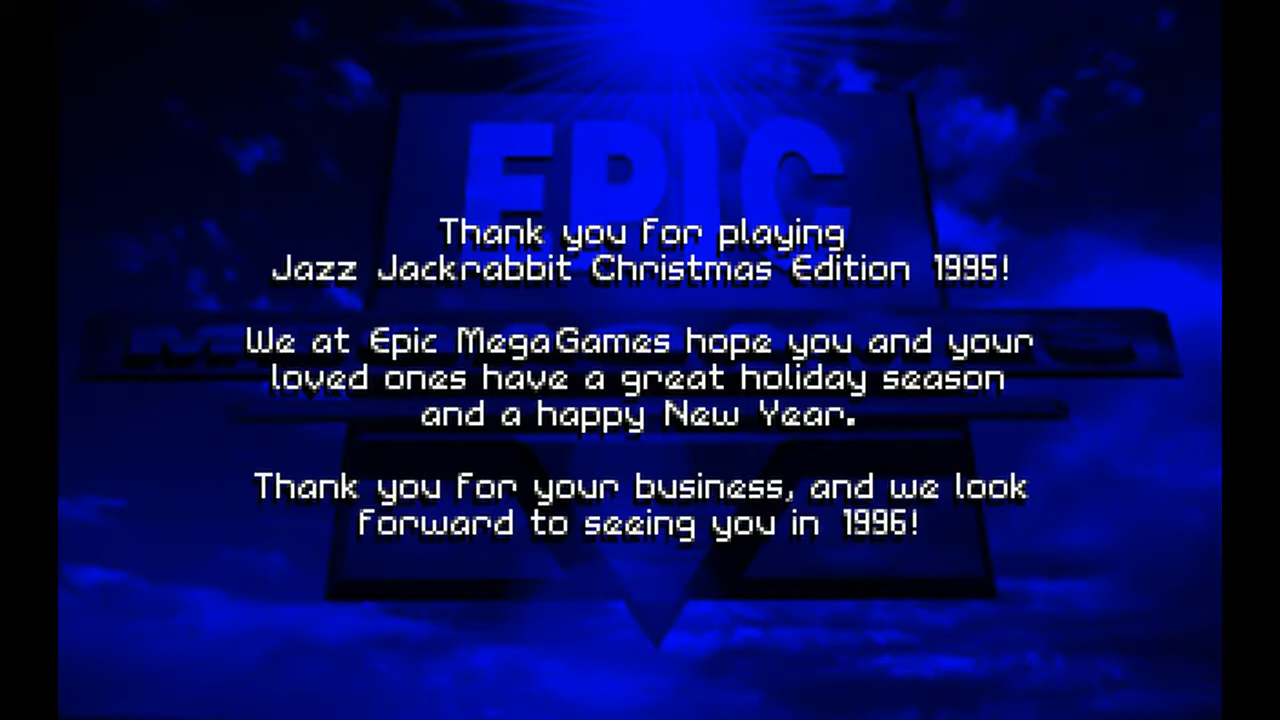 EPIC
Thank you for playing
Jazz Jackrabbit Christmas Edition 1995!
We at Epic MegaGames hope you and your
loved ones have a great holiday season
and a happy New Year.
Thank you for your business, and we look
forward to seeing you in 1996!